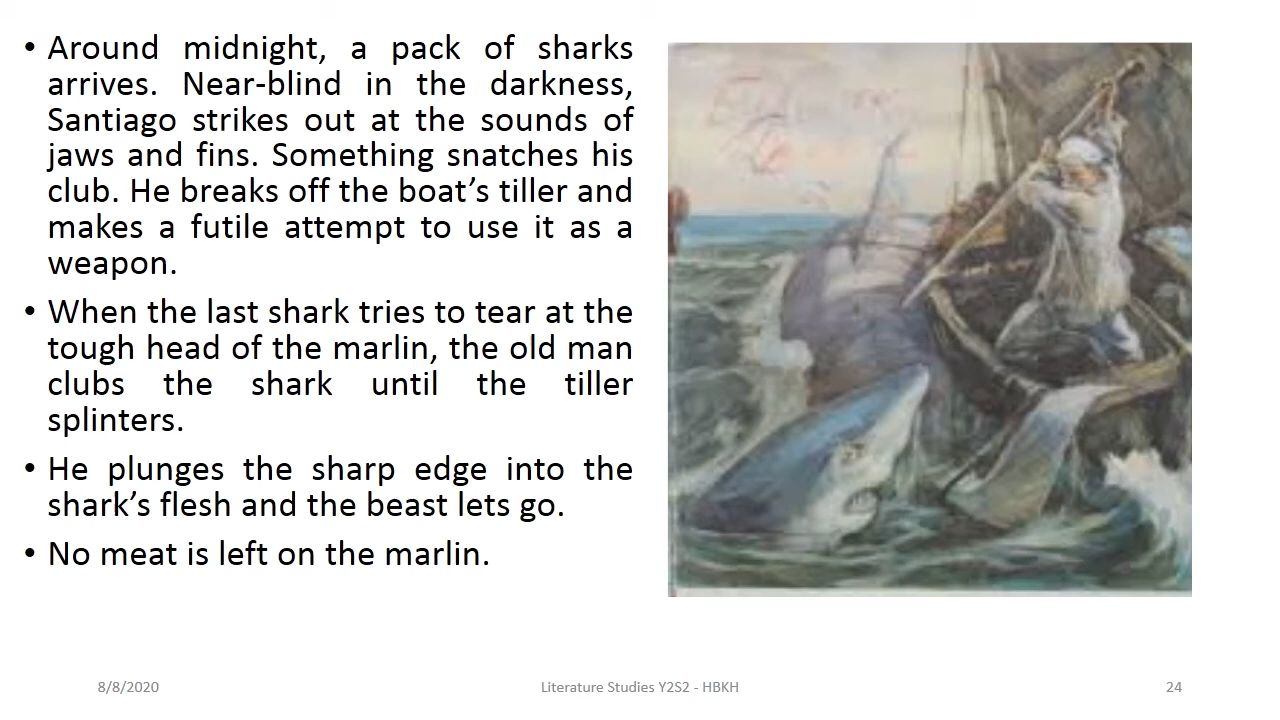 • Around midnight, a pack of sharks
arrives. Near-blind in the darkness,
Santiago strikes out at the sounds of
jaws and fins. Something snatches his
club. He breaks off the boat’s tiller and
makes a futile attempt to use it as a
weapon.
• When the last shark tries to tear at the
tough head of the marlin, the old man
clubs the shark until the tiller
splinters.
• He plunges the sharp edge into the
shark’s flesh and the beast lets go.
• No meat is left on the marlin.
8/8/2020
Literature Studies Y2S2 - HBKH
24